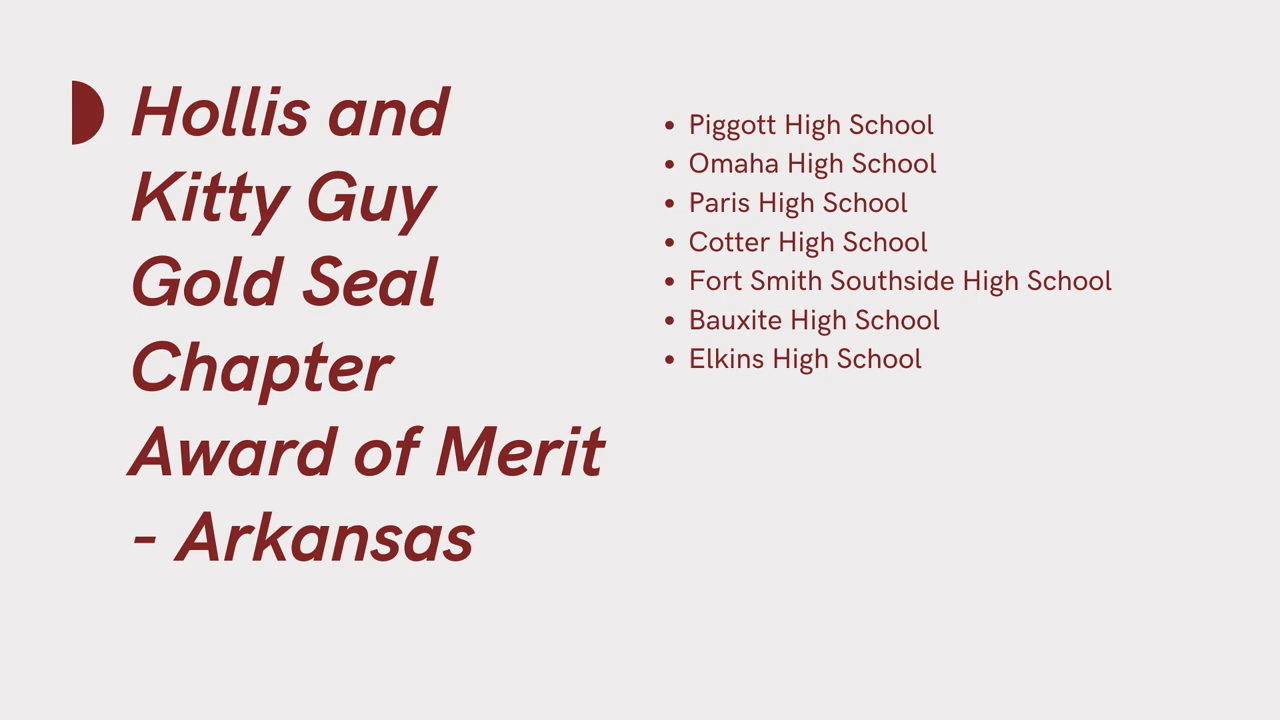 Hollis and
Kitty Guy
Gold Seal
Chapter
Award of Merit
- Arkansas
• Piggott High School
• Omaha High School
• Paris High School
• Cotter High School
• Fort Smith Southside High School
• Bauxite High School
• Elkins High School